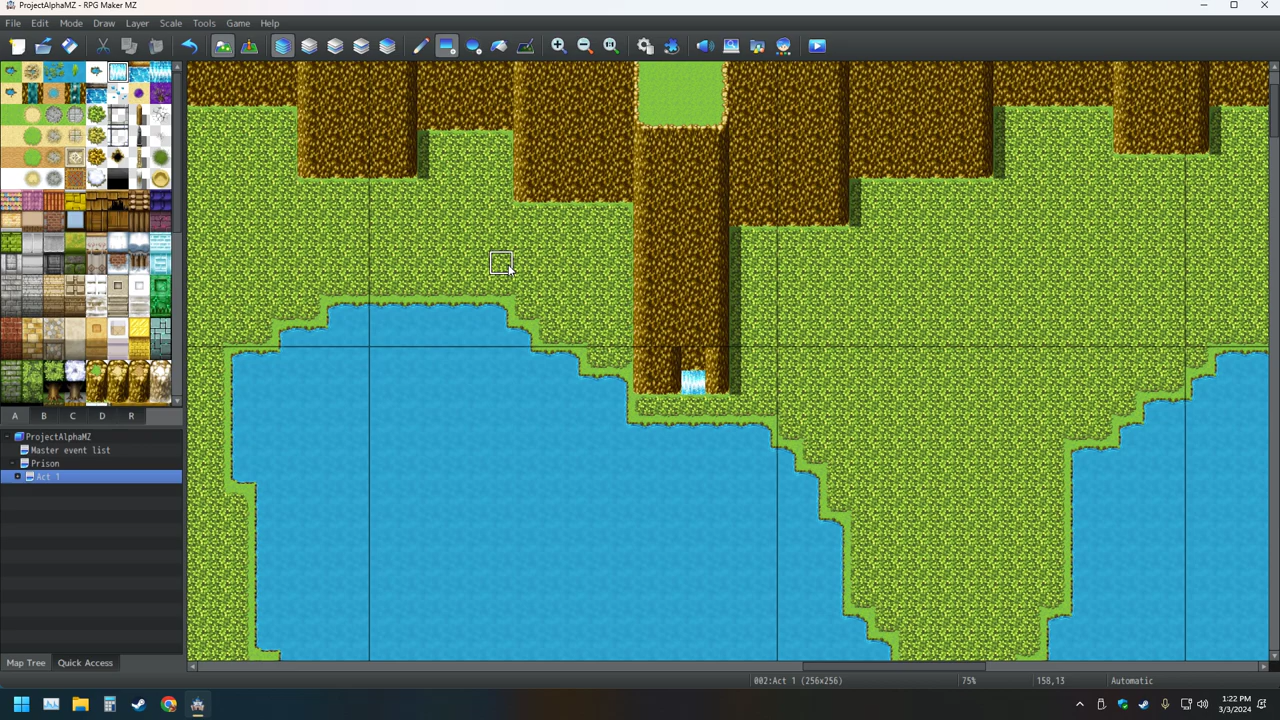 ProjectAlphaMZ - RPG Maker MZ
File Edit Mode Draw Layer Scale Tools Game Help
A B C D R
ProjectAlphaMZ
Master event list
Prison
Act 1
Map Tree Quick Access
002:Act 1 (256x256) 75% 158,13 Automatic
1:22 PM
3/3/2024